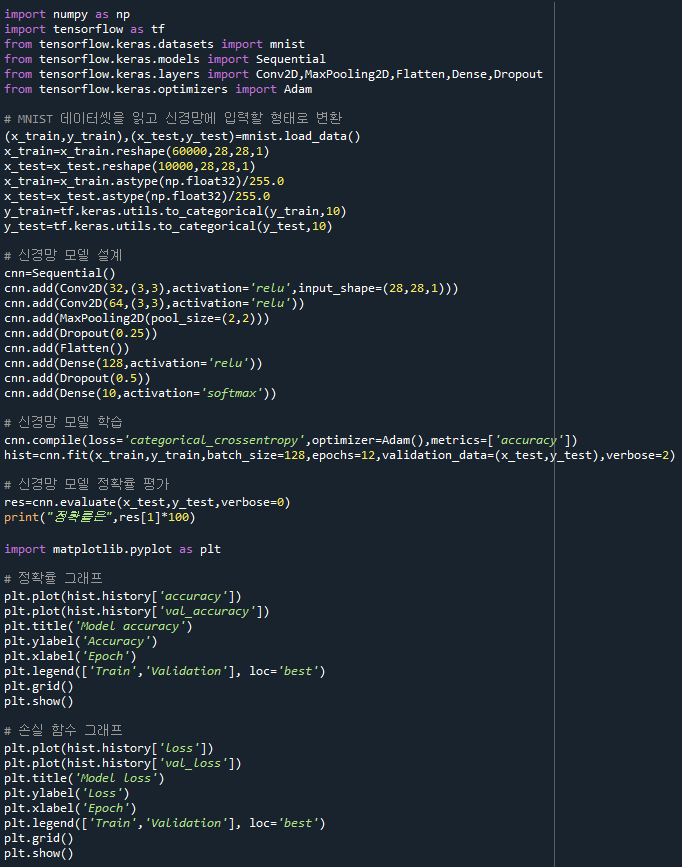 import numpy as np
import tensorflow as tf
from tensorflow.keras.datasets import mnist
from tensorflow.keras.models import Sequential
from tensorflow.keras.layers import Conv2D,MaxPooling2D,Flatten,Dense,Dropout
from tensorflow.keras.optimizers import Adam

# MNIST 데이터셋을 읽고 신경망에 입력할 형태로 변환
(x_train,y_train),(x_test,y_test)=mnist.load_data()
x_train=x_train.reshape(60000,28,28,1)
x_test=x_test.reshape(10000,28,28,1)
x_train=x_train.astype(np.float32)/255.0
x_test=x_test.astype(np.float32)/255.0
y_train=tf.keras.utils.to_categorical(y_train,10)
y_test=tf.keras.utils.to_categorical(y_test,10)

# 신경망 모델 설계
cnn=Sequential()
cnn.add(Conv2D(32,(3,3),activation='relu',input_shape=(28,28,1)))
cnn.add(Conv2D(64,(3,3),activation='relu'))
cnn.add(MaxPooling2D(pool_size=(2,2)))
cnn.add(Dropout(0.25))
cnn.add(Flatten())
cnn.add(Dense(128,activation='relu'))
cnn.add(Dropout(0.5))
cnn.add(Dense(10,activation='softmax'))

# 신경망 모델 학습
cnn.compile(loss='categorical_crossentropy',optimizer=Adam(),metrics=['accuracy'])
hist=cnn.fit(x_train,y_train,batch_size=128,epochs=12,validation_data=(x_test,y_test),verbose=2)

# 신경망 모델 정확률 평가
res=cnn.evaluate(x_test,y_test,verbose=0)
print("정확률은",res[1]*100)

import matplotlib.pyplot as plt

# 정확률 그래프
plt.plot(hist.history['accuracy'])
plt.plot(hist.history['val_accuracy'])
plt.title('Model accuracy')
plt.ylabel('Accuracy')
plt.xlabel('Epoch')
plt.legend(['Train','Validation'], loc='best')
plt.grid()
plt.show()

# 손실 함수 그래프
plt.plot(hist.history['loss'])
plt.plot(hist.history['val_loss'])
plt.title('Model loss')
plt.ylabel('Loss')
plt.xlabel('Epoch')
plt.legend(['Train','Validation'], loc='best')
plt.grid()
plt.show()